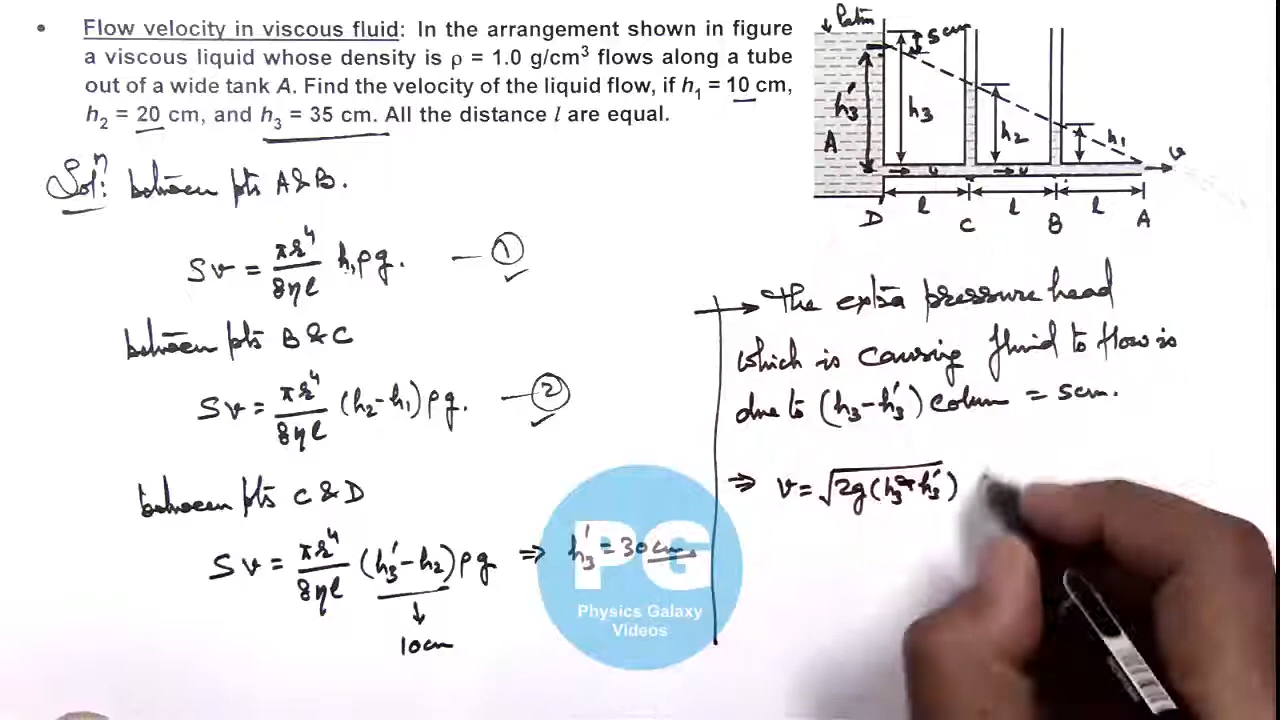 • Flow velocity in viscous fluid: In the arrangement shown in figure
a viscous liquid whose density is ρ = 1.0 g/cm³ flows along a tube
out of a wide tank A. Find the velocity of the liquid flow, if h₁ = 10 cm,
h₂ = 20 cm, and h₃ = 35 cm. All the distance l are equal.
Solⁿ: between pts A & B.
Sv = πr⁴/8ηl h₁ρg. — ①
between pts B & C
Sv = πr⁴/8ηl (h₂-h₁)ρg. — ②
between pts C & D
Sv = πr⁴/8ηl (h₃'-h₂)ρg ⇒ h₃' = 30cm.
↓
10cm
Patm
5cm
h₃'
h₃
h₂
h₁
A
v
v
v
l
l
l
D
C
B
A
→ The extra pressure head
which is causing fluid to flow is
due to (h₃-h₃') column = 5cm.
⇒ v = √2g(h₃-h₃')
PG
Physics Galaxy
Videos